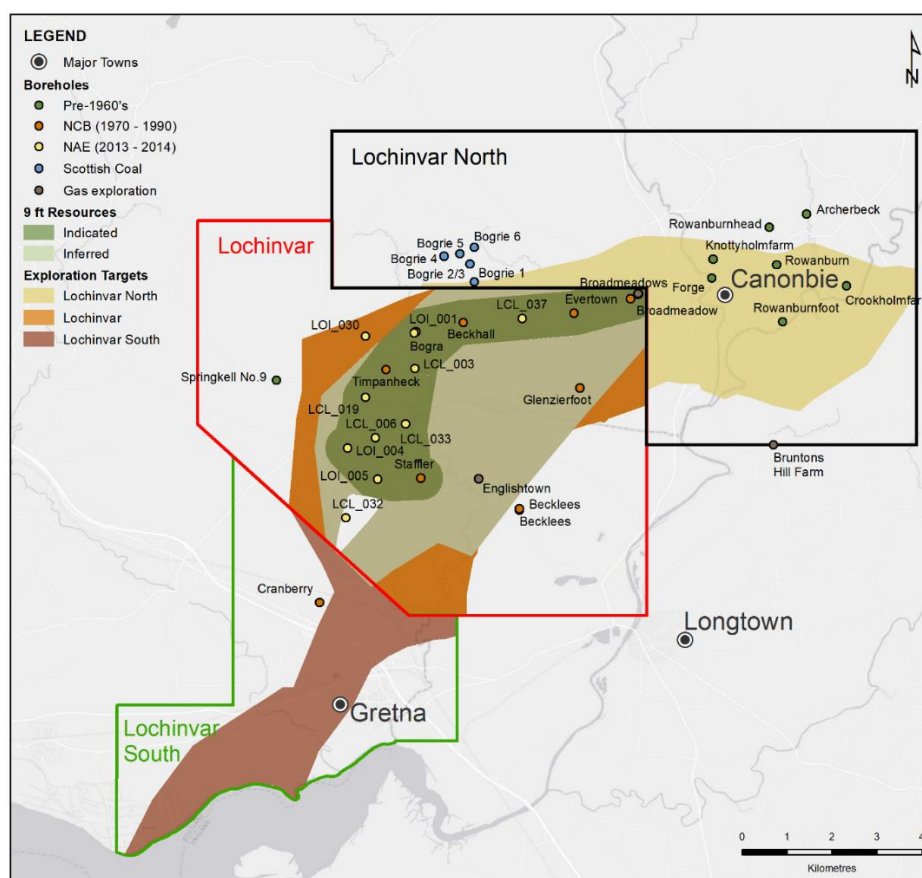 LEGEND
Major Towns
Boreholes
Pre-1960's
NCB (1970 - 1990)
NAE (2013 - 2014)
Scottish Coal
Gas exploration
9 ft Resources
Indicated
Inferred
Exploration Targets
Lochinvar North
Lochinvar
Lochinvar South
N
Lochinvar North
Archerbeck
Rowanburnhead
Lochinvar
Bogrie 6
Bogrie 5
Bogrie 4
Knottyholmfarm
Rowanburn
Bogrie 2/3
Bogrie 1
Broadmeadows
Forge
Canonbie
Crookholmfar
LCL_037
Evertown
Broadmeadow
Rowanburnfoot
LOI_030
LOI_001
Beckhall
Bogra
LCL_003
Springkell No.9
Timpanheck
Glenzierfoot
LCL_019
LCL_006
LCL_033
LOI_004
Bruntons
Hill Farm
LOI_005
Staffler
Englishtown
LCL_032
Becklees
Becklees
Cranberry
Longtown
Gretna
Lochinvar
South
0 1 2 3 4
Kilometres